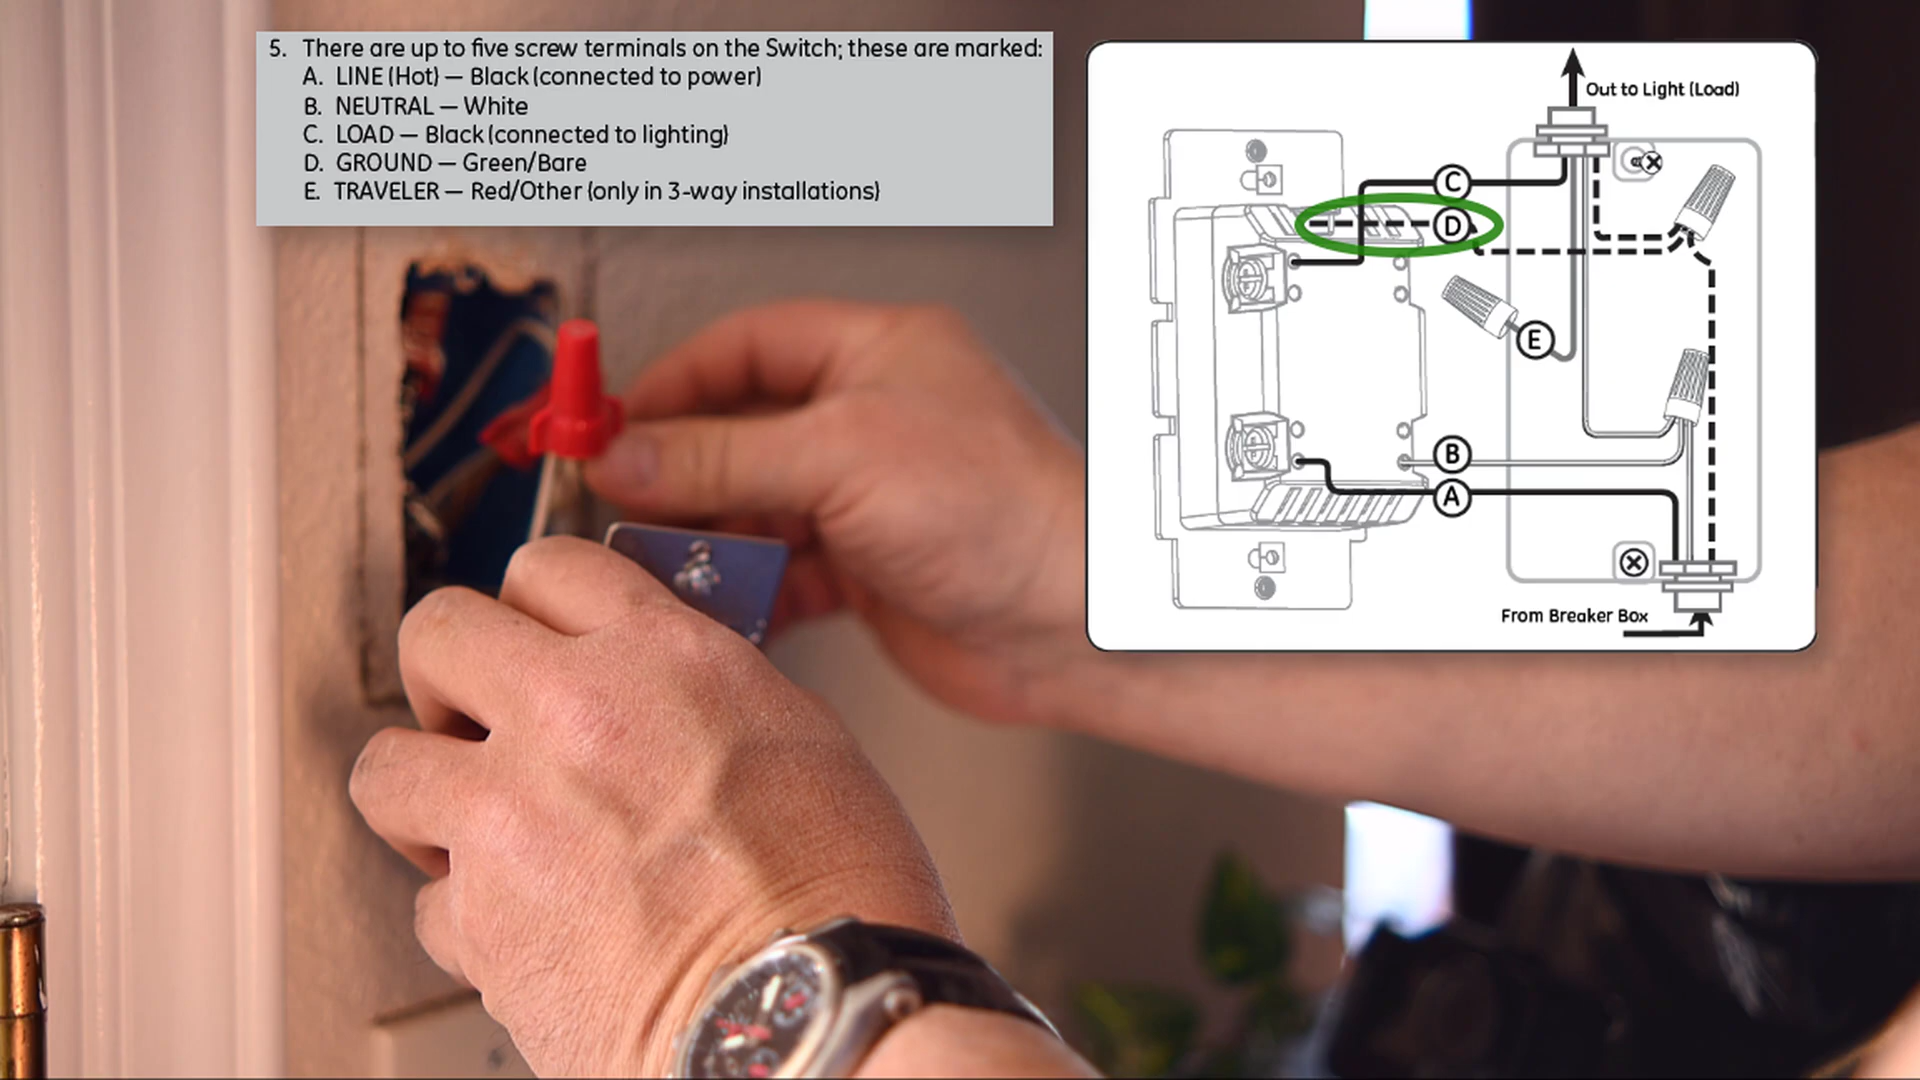 5. There are up to five screw terminals on the Switch; these are marked:
A. LINE (Hot) — Black (connected to power)
B. NEUTRAL — White
C. LOAD — Black (connected to lighting)
D. GROUND — Green/Bare
E. TRAVELER — Red/Other (only in 3-way installations)
Out to Light (Load)
C
D
E
B
A
From Breaker Box